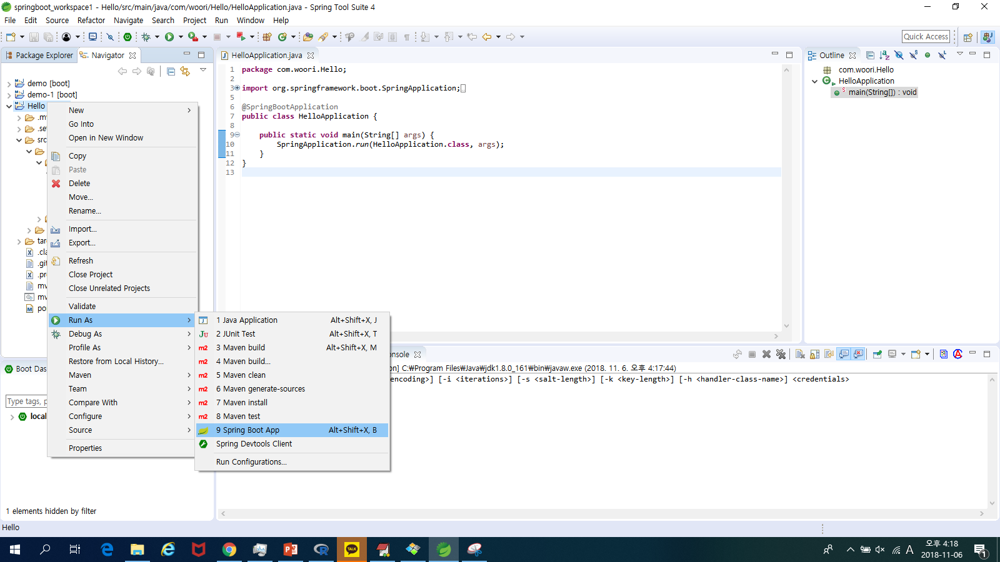 springboot_workspace1 - Hello/src/main/java/com/woori/Hello/HelloApplication.java - Spring Tool Suite 4
File Edit Source Refactor Navigate Search Project Run Window Help
Quick Access
Package Explorer
Navigator
demo [boot]
demo-1 [boot]
Hello
.m
.se
src
tar
.cla
.git
.pr
mv
mv
po
New
Go Into
Open in New Window
Copy
Paste
Delete
Move...
Rename...
Import...
Export...
Refresh
Close Project
Close Unrelated Projects
Validate
Run As
Debug As
Profile As
Restore from Local History...
Maven
Team
Compare With
Configure
Source
Properties
1 Java Application Alt+Shift+X, J
2 JUnit Test Alt+Shift+X, T
3 Maven build Alt+Shift+X, M
4 Maven build...
5 Maven clean
6 Maven generate-sources
7 Maven install
8 Maven test
9 Spring Boot App Alt+Shift+X, B
Spring Devtools Client
Run Configurations...
HelloApplication.java
1 package com.woori.Hello;
2
3 import org.springframework.boot.SpringApplication;
5
6 @SpringBootApplication
7 public class HelloApplication {
8
9 public static void main(String[] args) {
10 SpringApplication.run(HelloApplication.class, args);
11 }
12 }
13
Outline
com.woori.Hello
HelloApplication
main(String[]) : void
onsole
on] C:₩Program Files₩Java₩jdk1.8.0_161₩bin₩javaw.exe (2018. 11. 6. 오후 4:17:44)
encoding>] [-i <iterations>] [-s <salt-length>] [-k <key-length>] [-h <handler-class-name>] <credentials>
Boot Das
Type tags, p
local
1 elements hidden by filter
Hello
TALK
A
오후 4:18
2018-11-06
1